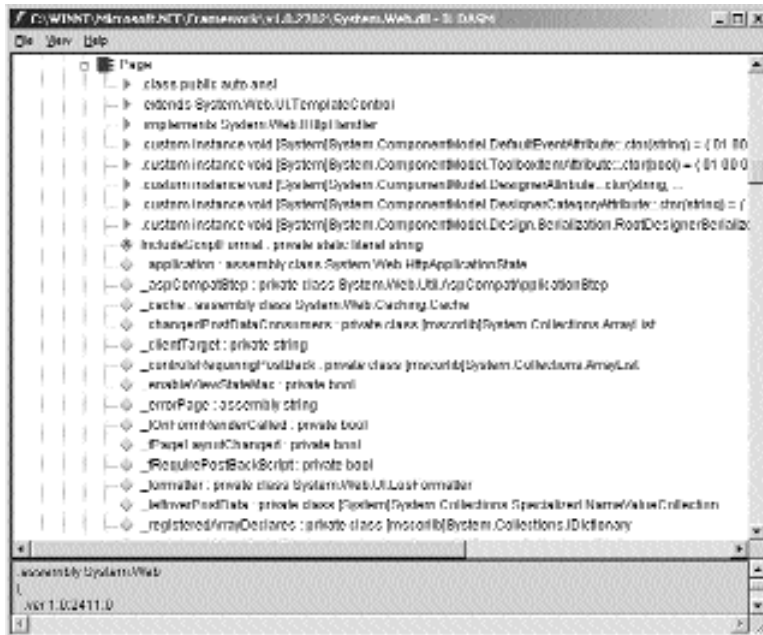 C:\WINNT\Microsoft.NET\Framework\v1.0.2782\System.Web.dll - IL DASM
File View Help
Page
.class public auto ansi
extends System.Web.UI.TemplateControl
implements System.Web.IHttpHandler
.custom instance void [System]System.ComponentModel.DefaultEventAttribute::.ctor(string) = ( 01 00
.custom instance void [System]System.ComponentModel.ToolboxItemAttribute::.ctor(bool) = ( 01 00 0
.custom instance void [System]System.ComponentModel.DesignerAttribute::.ctor(string, ...
.custom instance void [System]System.ComponentModel.DesignerCategoryAttribute::.ctor(string) = (
.custom instance void [System]System.ComponentModel.Design.Serialization.RootDesignerSerialize
IncludeScriptFormat : private static literal string
_application : assembly class System.Web.HttpApplicationState
_aspCompatStep : private class System.Web.Util.AspCompatApplicationStep
_cache : assembly class System.Web.Caching.Cache
_changedPostDataConsumers : private class [mscorlib]System.Collections.ArrayList
_clientTarget : private string
_controlsRequiringPostBack : private class [mscorlib]System.Collections.ArrayList
_enableViewStateMac : private bool
_errorPage : assembly string
_fOnFormRenderCalled : private bool
_fPageLayoutChanged : private bool
_fRequirePostBackScript : private bool
_formatter : private class System.Web.UI.LosFormatter
_leftoverPostData : private class [System]System.Collections.Specialized.NameValueCollection
_registeredArrayDeclares : private class [mscorlib]System.Collections.IDictionary
.assembly System.Web
{
.ver 1:0:2411:0